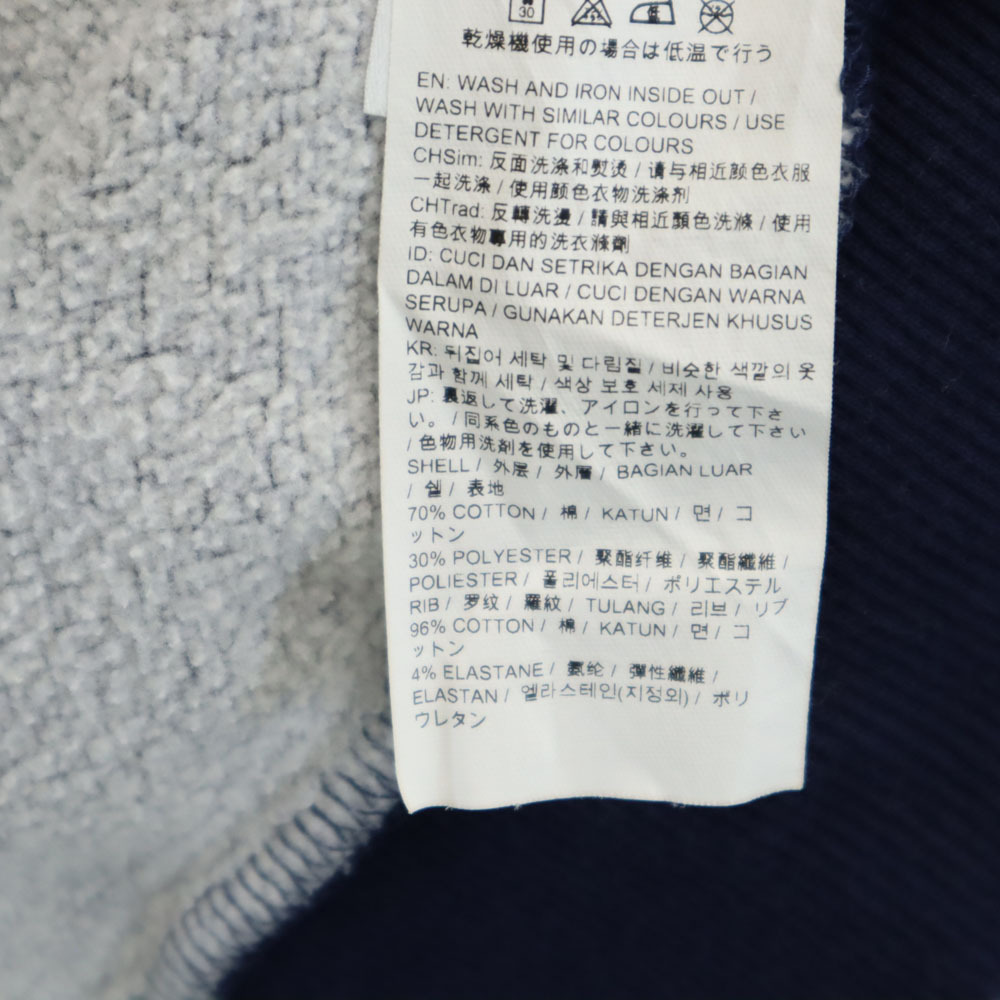 30
低
乾燥機使用の場合は低温で行う
EN: WASH AND IRON INSIDE OUT /
WASH WITH SIMILAR COLOURS / USE
DETERGENT FOR COLOURS
CHSim: 反面洗涤和熨烫 / 请与相近颜色衣服
一起洗涤 / 使用颜色衣物洗涤剂
CHTrad: 反轉洗燙 / 請與相近顏色洗滌 / 使用
有色衣物專用的洗衣滌劑
ID: CUCI DAN SETRIKA DENGAN BAGIAN
DALAM DI LUAR / CUCI DENGAN WARNA
SERUPA / GUNAKAN DETERJEN KHUSUS
WARNA
KR: 뒤집어 세탁 및 다림질 / 비슷한 색깔의 옷
감과 함께 세탁 / 색상 보호 세제 사용
JP: 裏返して洗濯、アイロンを行って下さ
い。 / 同系色のものと一緒に洗濯して下さい
/ 色物用洗剤を使用して下さい。
SHELL / 外层 / 外層 / BAGIAN LUAR
/ 쉘 / 表地
70% COTTON / 棉 / KATUN / 면 / コ
ットン
30% POLYESTER / 聚酯纤维 / 聚酯纖維 /
POLIESTER / 폴리에스터 / ポリエステル
RIB / 罗纹 / 羅紋 / TULANG / 리브 / リブ
96% COTTON / 棉 / KATUN / 면 / コ
ットン
4% ELASTANE / 氨纶 / 彈性纖維 /
ELASTAN / 엘라스테인(지정외) / ポリ
ウレタン